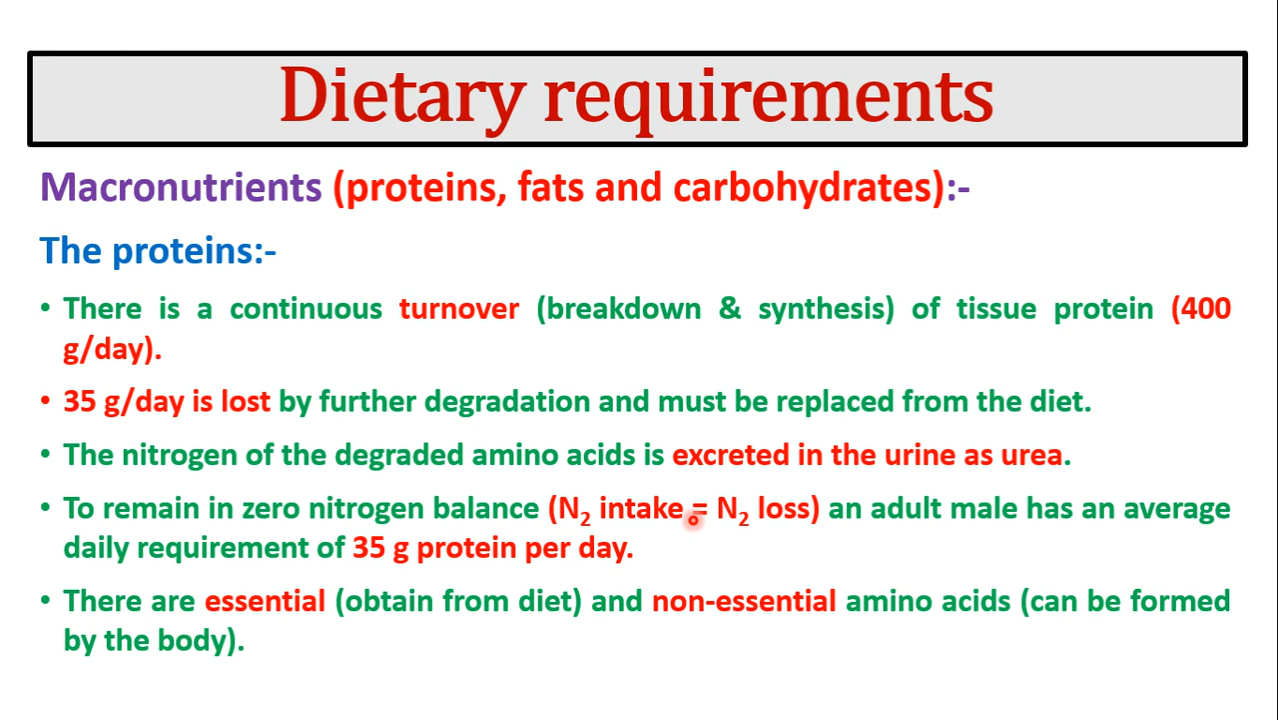 Dietary requirements
Macronutrients (proteins, fats and carbohydrates):-
The proteins:-
• There is a continuous turnover (breakdown & synthesis) of tissue protein (400
g/day).
• 35 g/day is lost by further degradation and must be replaced from the diet.
• The nitrogen of the degraded amino acids is excreted in the urine as urea.
• To remain in zero nitrogen balance (N₂ intake = N₂ loss) an adult male has an average
daily requirement of 35 g protein per day.
• There are essential (obtain from diet) and non-essential amino acids (can be formed
by the body).